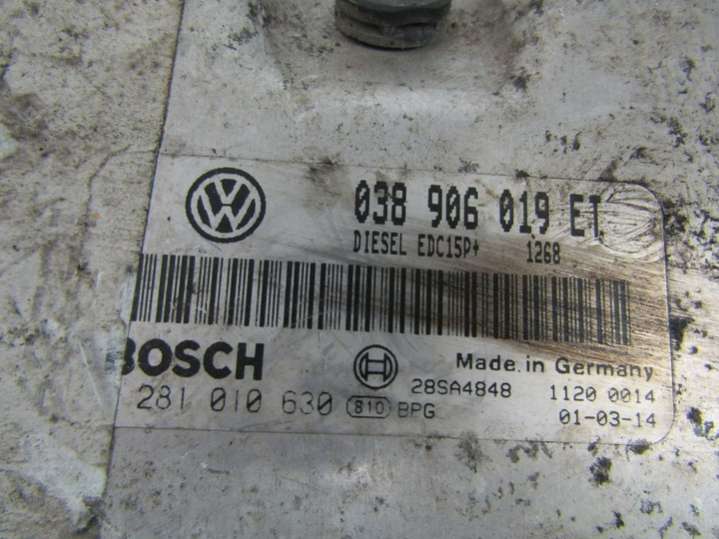 038 906 019 ET
DIESEL EDC15P+ 1268
BOSCH
Made in Germany
28SA4848 1120 0014
281 010 630 810 BPG
01-03-14